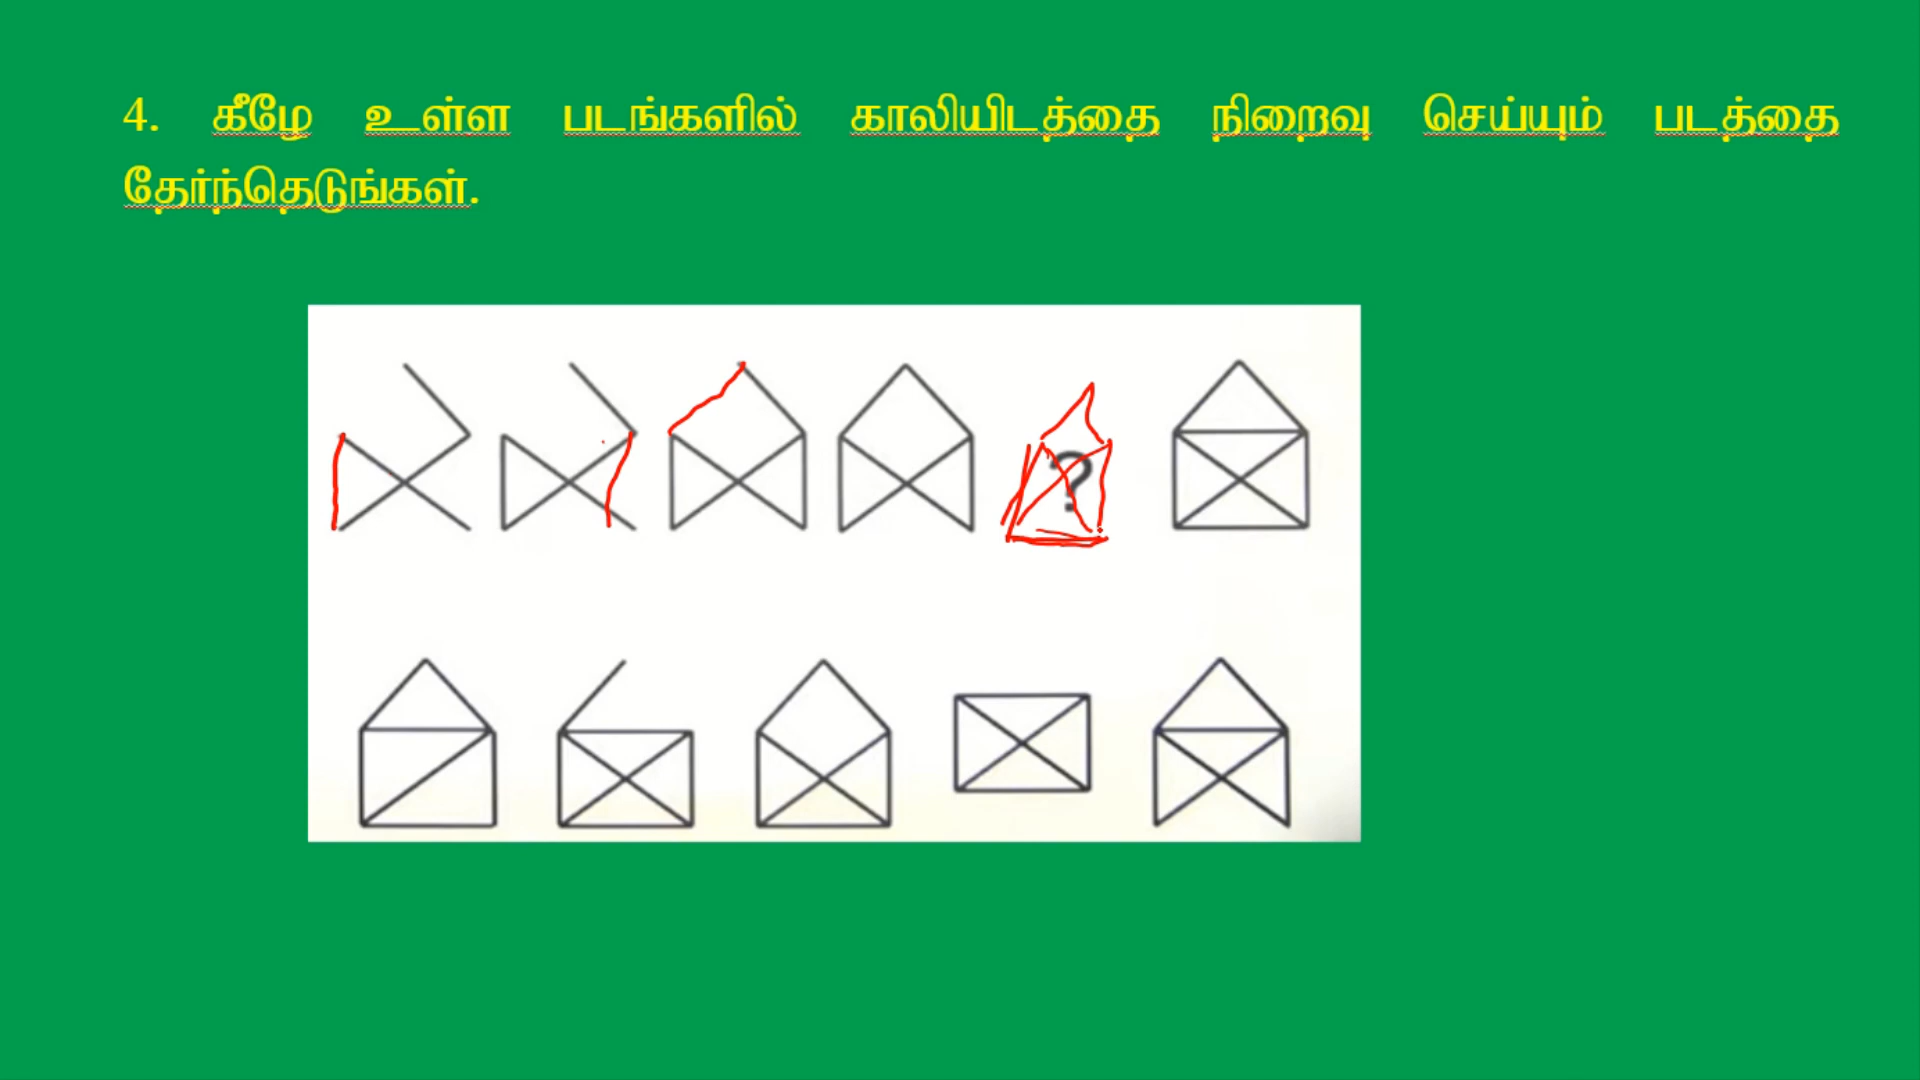 4. கீழே உள்ள படங்களில் காலியிடத்தை நிறைவு செய்யும் படத்தை
தேர்ந்தெடுங்கள்.
?